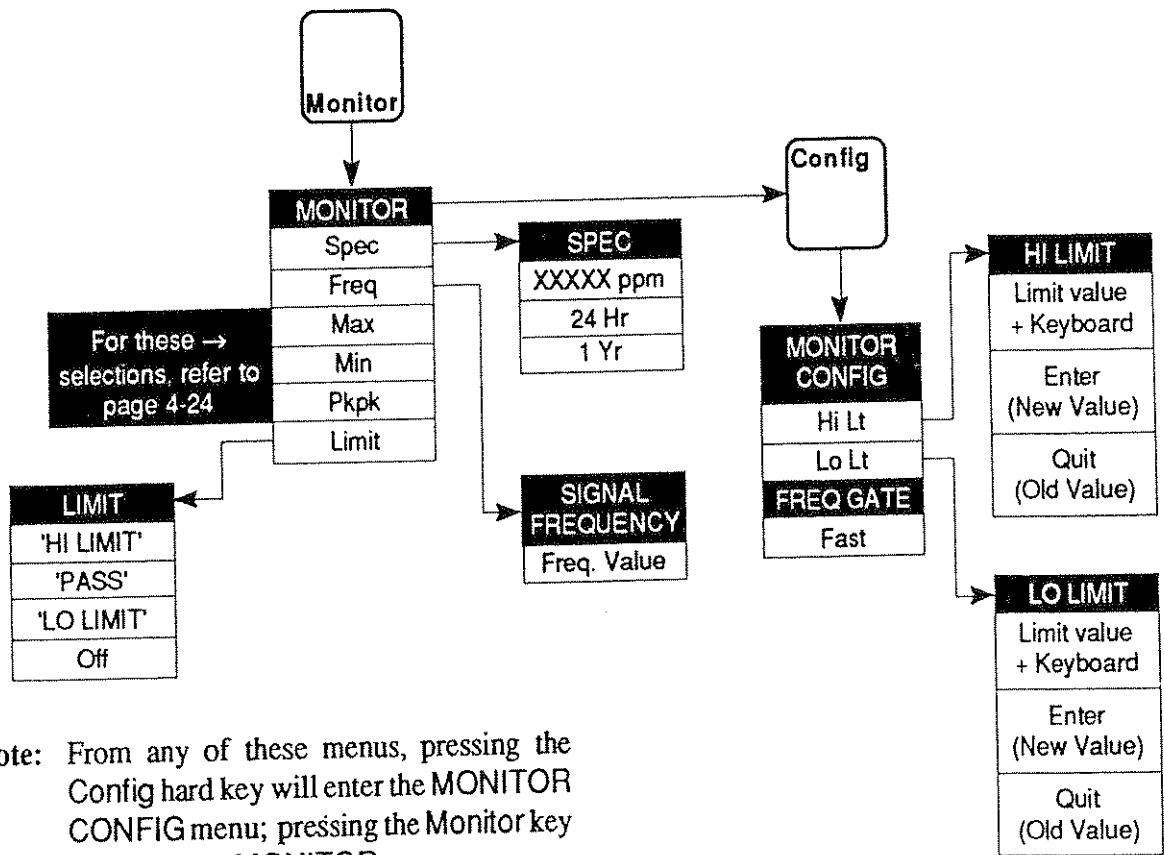 Monitor
Config
MONITOR
Spec
Freq
Max
Min
Pkpk
Limit
For these →
selections, refer to
page 4-24
SPEC
XXXXX ppm
24 Hr
1 Yr
SIGNAL
FREQUENCY
Freq. Value
LIMIT
'HI LIMIT'
'PASS'
'LO LIMIT'
Off
MONITOR
CONFIG
Hi Lt
Lo Lt
FREQ GATE
Fast
HI LIMIT
Limit value
+ Keyboard
Enter
(New Value)
Quit
(Old Value)
LO LIMIT
Limit value
+ Keyboard
Enter
(New Value)
Quit
(Old Value)
ote: From any of these menus, pressing the
Config hard key will enter the MONITOR
CONFIG menu; pressing the Monitor key
MONITOR